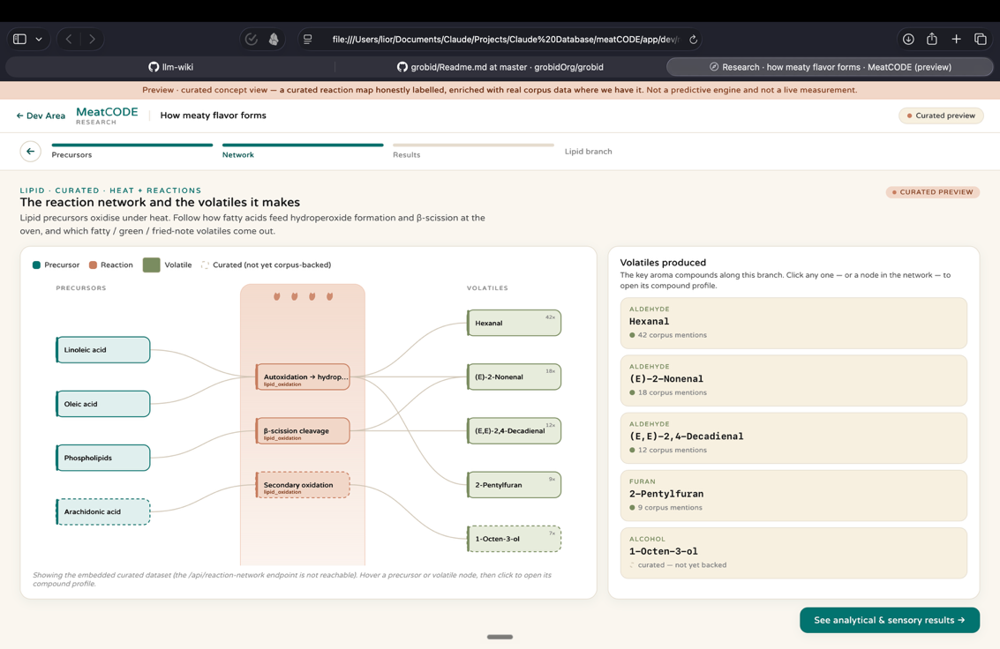 file:///Users/lior/Documents/Claude/Projects/Claude%20Database/meatCODE/app/dev/
llm-wiki
grobid/Readme.md at master · grobidOrg/grobid
Research · how meaty flavor forms · MeatCODE (preview)
Preview · curated concept view — a curated reaction map honestly labelled, enriched with real corpus data where we have it. Not a predictive engine and not a live measurement.
← Dev Area
MeatCODE
RESEARCH
How meaty flavor forms
Curated preview
Precursors
Network
Results
Lipid branch
LIPID · CURATED · HEAT + REACTIONS
The reaction network and the volatiles it makes
Lipid precursors oxidise under heat. Follow how fatty acids feed hydroperoxide formation and β-scission at the
oven, and which fatty / green / fried-note volatiles come out.
CURATED PREVIEW
Precursor
Reaction
Volatile
Curated (not yet corpus-backed)
PRECURSORS
VOLATILES
Linoleic acid
Oleic acid
Phospholipids
Arachidonic acid
Autoxidation → hydrop...
lipid_oxidation
β-scission cleavage
lipid_oxidation
Secondary oxidation
lipid_oxidation
Hexanal
42×
(E)-2-Nonenal
18×
(E,E)-2,4-Decadienal
12×
2-Pentylfuran
9×
1-Octen-3-ol
7×
Showing the embedded curated dataset (the /api/reaction-network endpoint is not reachable). Hover a precursor or volatile node, then click to open its
compound profile.
Volatiles produced
The key aroma compounds along this branch. Click any one — or a node in the network — to
open its compound profile.
ALDEHYDE
Hexanal
42 corpus mentions
ALDEHYDE
(E)-2-Nonenal
18 corpus mentions
ALDEHYDE
(E,E)-2,4-Decadienal
12 corpus mentions
FURAN
2-Pentylfuran
9 corpus mentions
ALCOHOL
1-Octen-3-ol
curated — not yet backed
See analytical & sensory results →